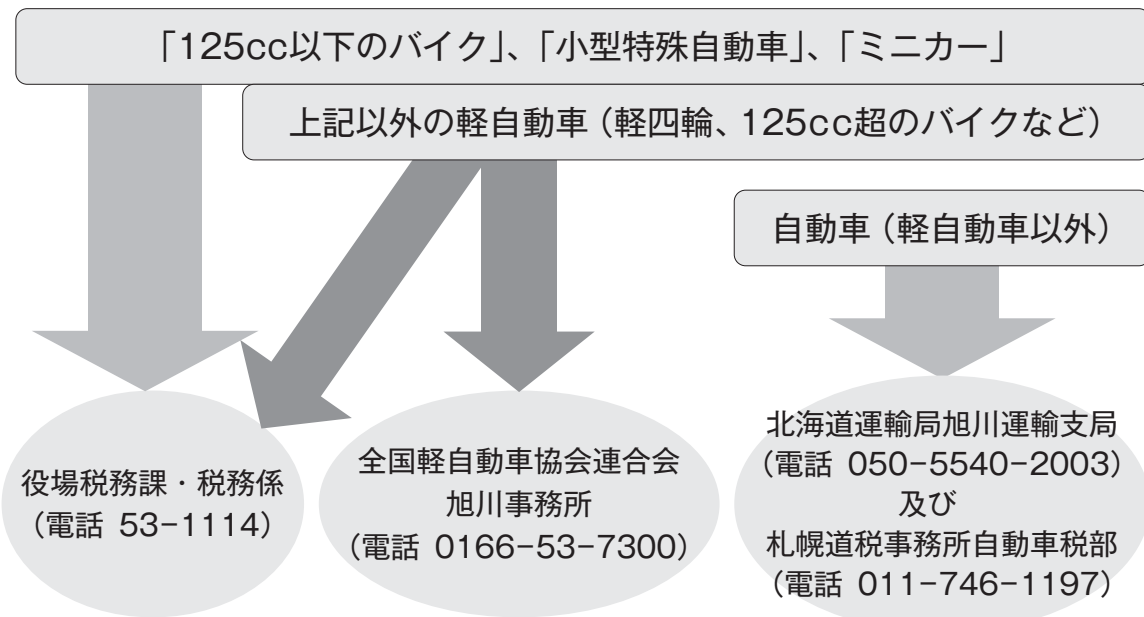 「125cc以下のバイク」、「小型特殊自動車」、「ミニカー」
上記以外の軽自動車（軽四輪、125cc超のバイクなど）
自動車（軽自動車以外）
役場税務課・税務係
（電話 53-1114）
全国軽自動車協会連合会
旭川事務所
（電話 0166-53-7300）
北海道運輸局旭川運輸支局
（電話 050-5540-2003）
及び
札幌道税事務所自動車税部
（電話 011-746-1197）